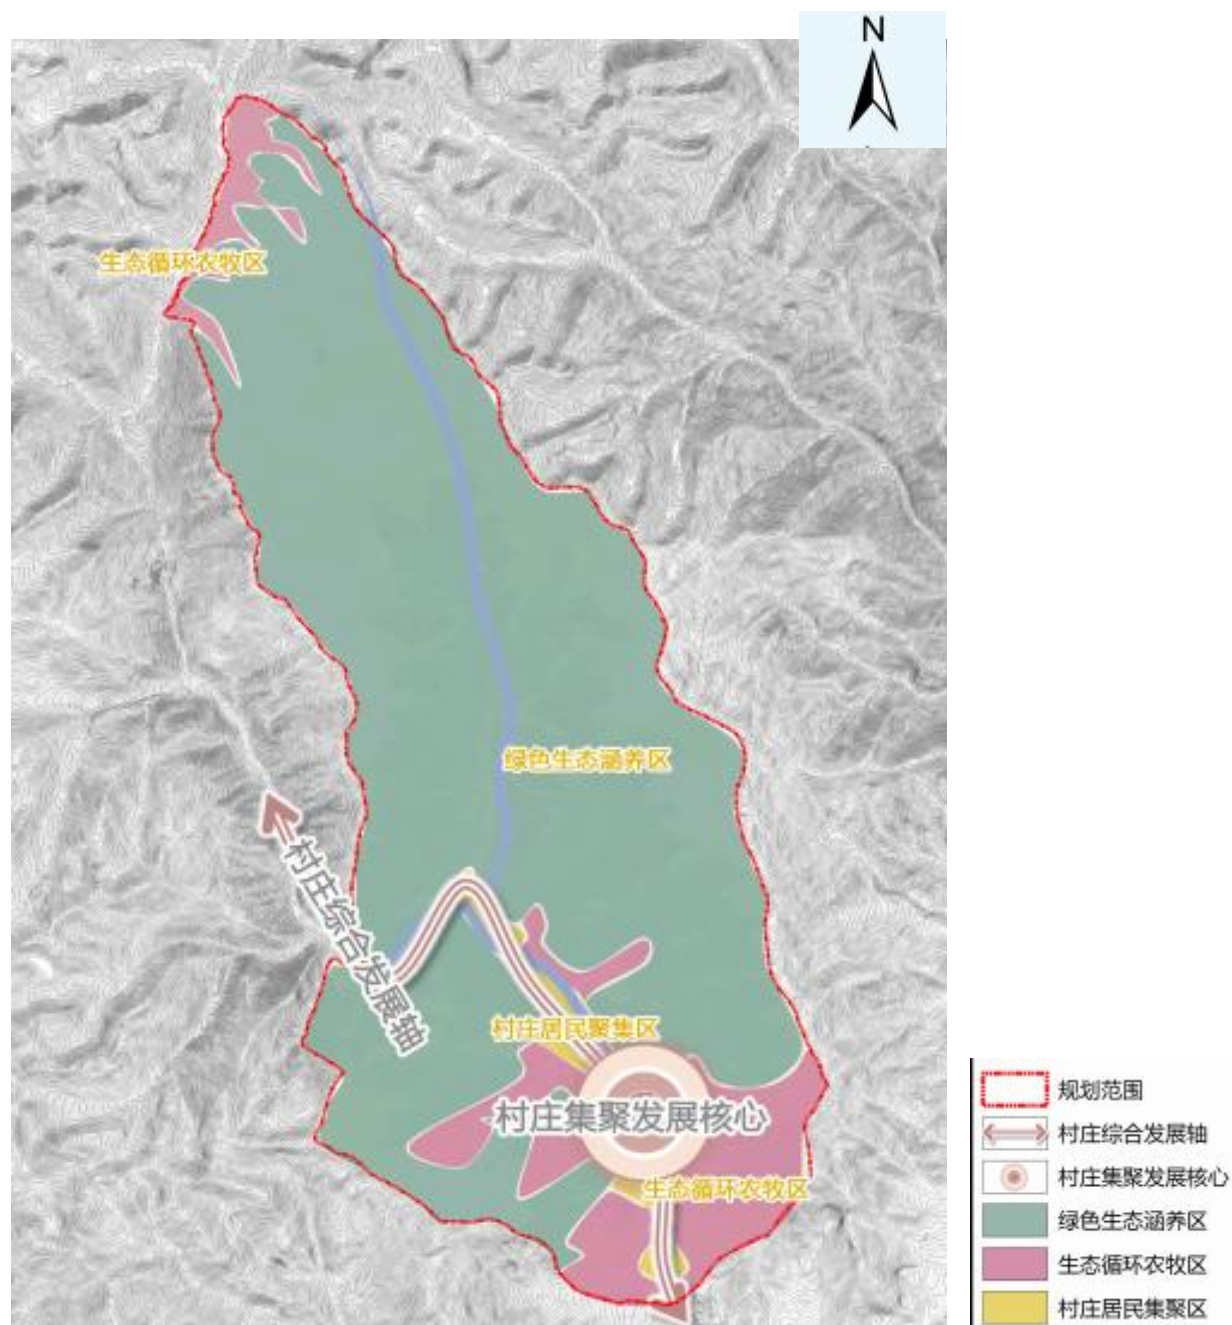 N
生态循环农牧区
绿色生态涵养区
村庄综合发展轴
村庄居民聚集区
村庄集聚发展核心
生态循环农牧区
规划范围
村庄综合发展轴
村庄集聚发展核心
绿色生态涵养区
生态循环农牧区
村庄居民集聚区